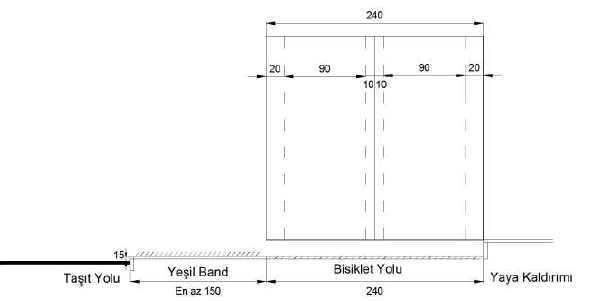 240
20 90 90 20
10 10
15
Taşıt Yolu Yeşil Band Bisiklet Yolu Yaya Kaldırımı
En az 150 240